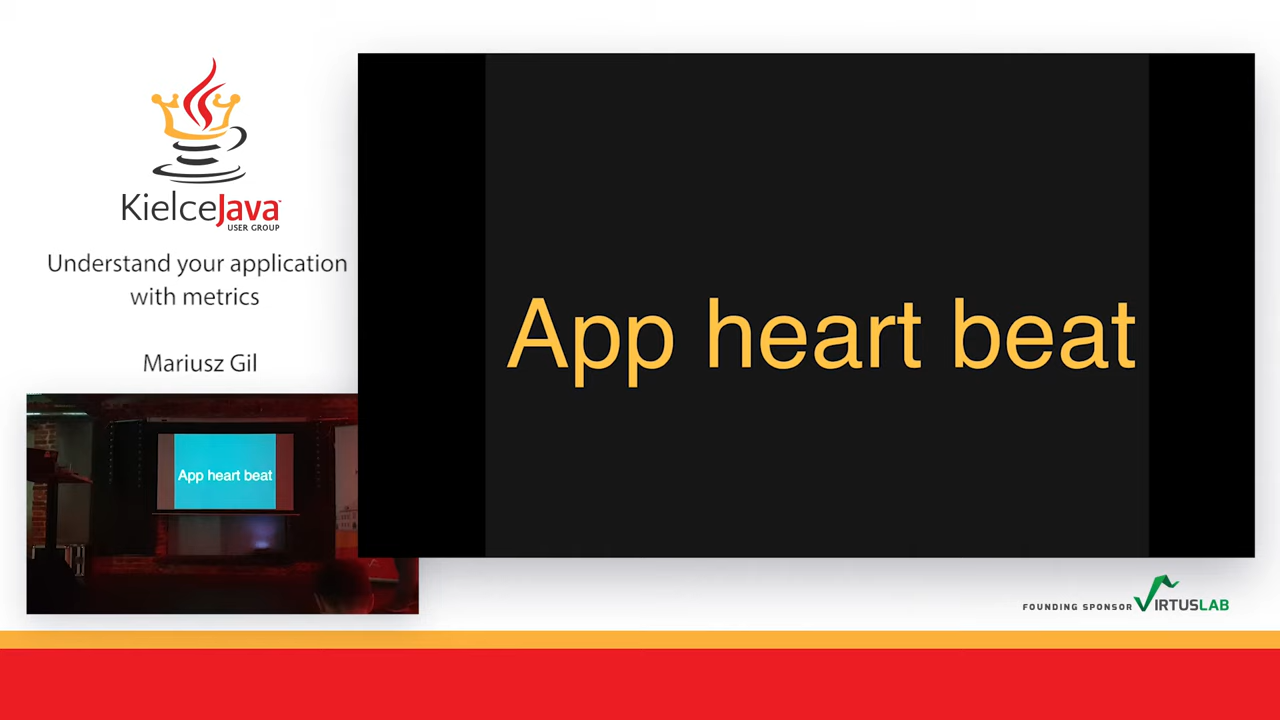 KielceJava
USER GROUP
Understand your application
with metrics
Mariusz Gil
App heart beat
App heart beat
FOUNDING SPONSOR VIRTUSLAB